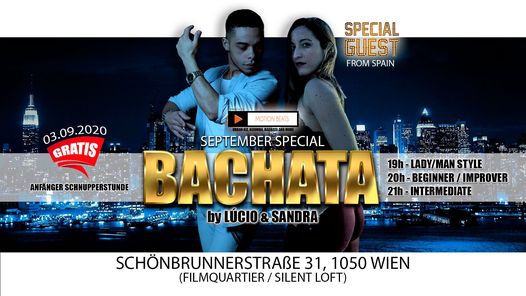 SPECIAL
GUEST
FROM SPAIN
MOTION BEATS
SEPTEMBER SPECIAL
03.09.2020
GRATIS
ANFÄNGER SCHNUPPERSTUNDE
BACHATA
by LÚCIO & SANDRA
19h - LADY/MAN STYLE
20h - BEGINNER / IMPROVER
21h - INTERMEDIATE
SCHÖNBRUNNERSTRAßE 31, 1050 WIEN
(FILMQUARTIER / SILENT LOFT)